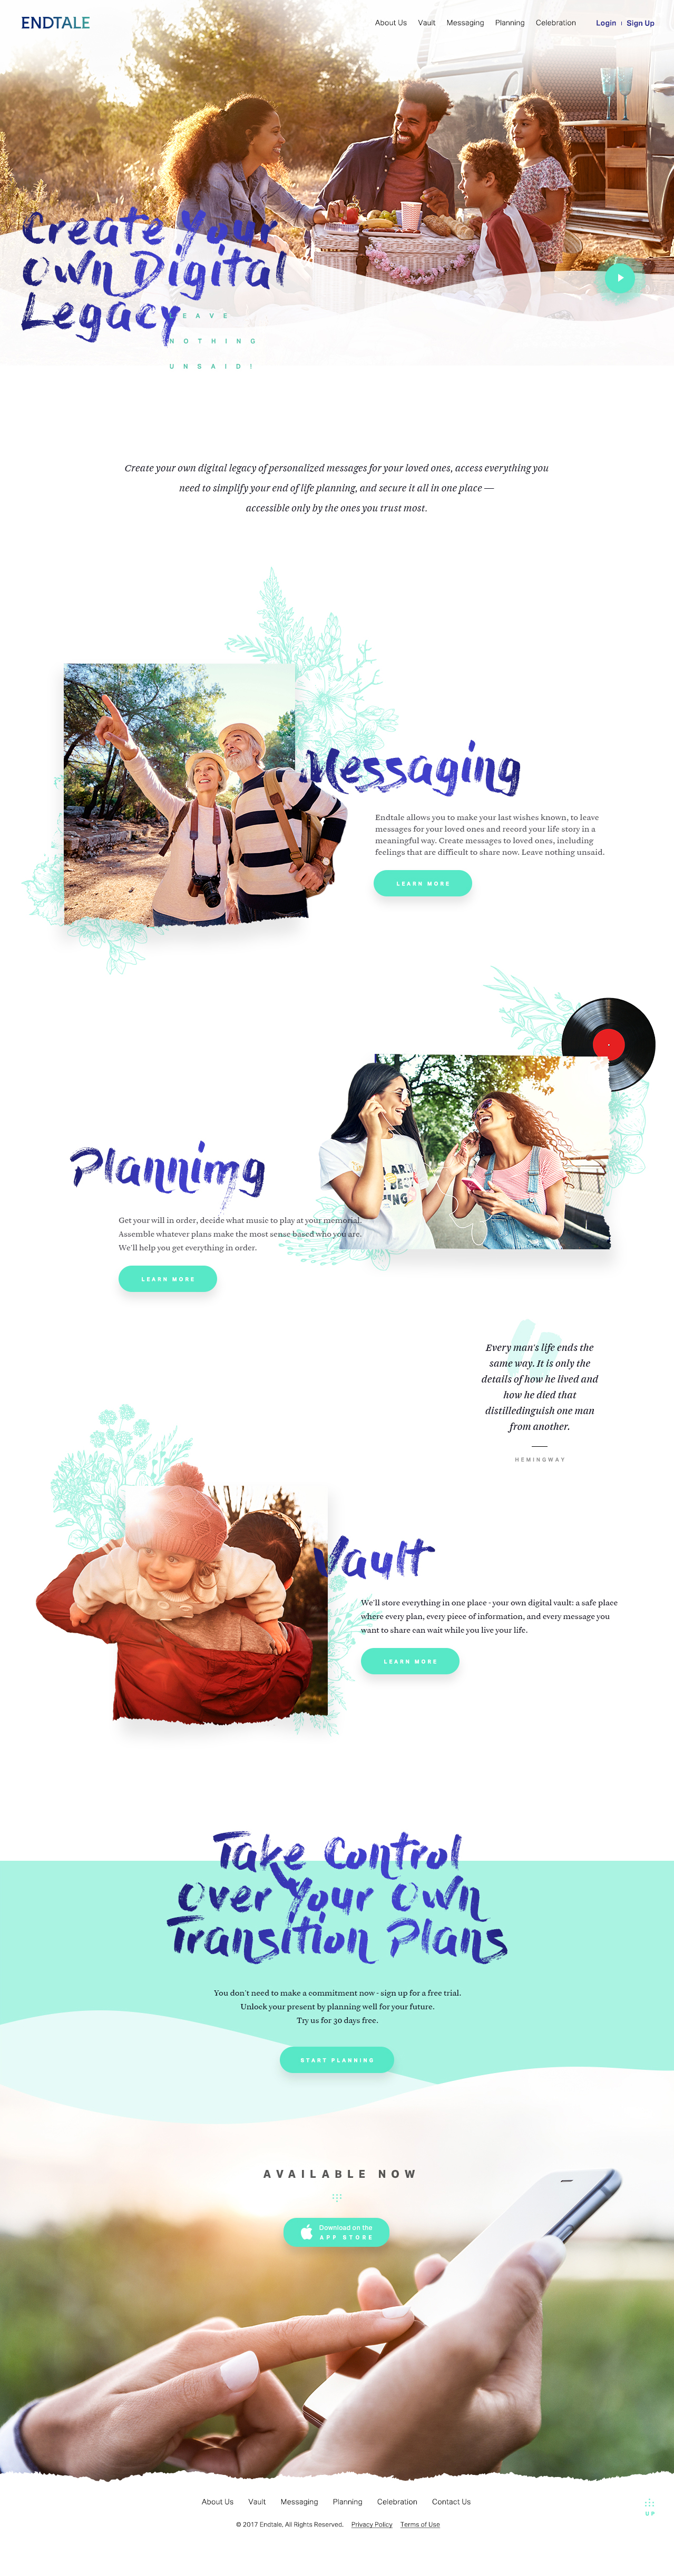 ENDTALE
About Us Vault Messaging Planning Celebration Login Sign Up
Create Your
Own Digital
Legacy
LEAVE
NOTHING
UNSAID!
Create your own digital legacy of personalized messages for your loved ones, access everything you
need to simplify your end of life planning, and secure it all in one place —
accessible only by the ones you trust most.
Messaging
Endtale allows you to make your last wishes known, to leave
messages for your loved ones and record your life story in a
meaningful way. Create messages to loved ones, including
feelings that are difficult to share now. Leave nothing unsaid.
LEARN MORE
Plannimg
Get your will in order, decide what music to play at your memorial.
Assemble whatever plans make the most sense based who you are.
We'll help you get everything in order.
LEARN MORE
Every man's life ends the
same way. It is only the
details of how he lived and
how he died that
distilledinguish one man
from another.
HEMINGWAY
Vault
We'll store everything in one place - your own digital vault: a safe place
where every plan, every piece of information, and every message you
want to share can wait while you live your life.
LEARN MORE
Take Control
Over Your Own
Transition Plans
You don't need to make a commitment now - sign up for a free trial.
Unlock your present by planning well for your future.
Try us for 30 days free.
START PLANNING
AVAILABLE NOW
Download on the
APP STORE
About Us Vault Messaging Planning Celebration Contact Us
© 2017 Endtale, All Rights Reserved. Privacy Policy Terms of Use
UP